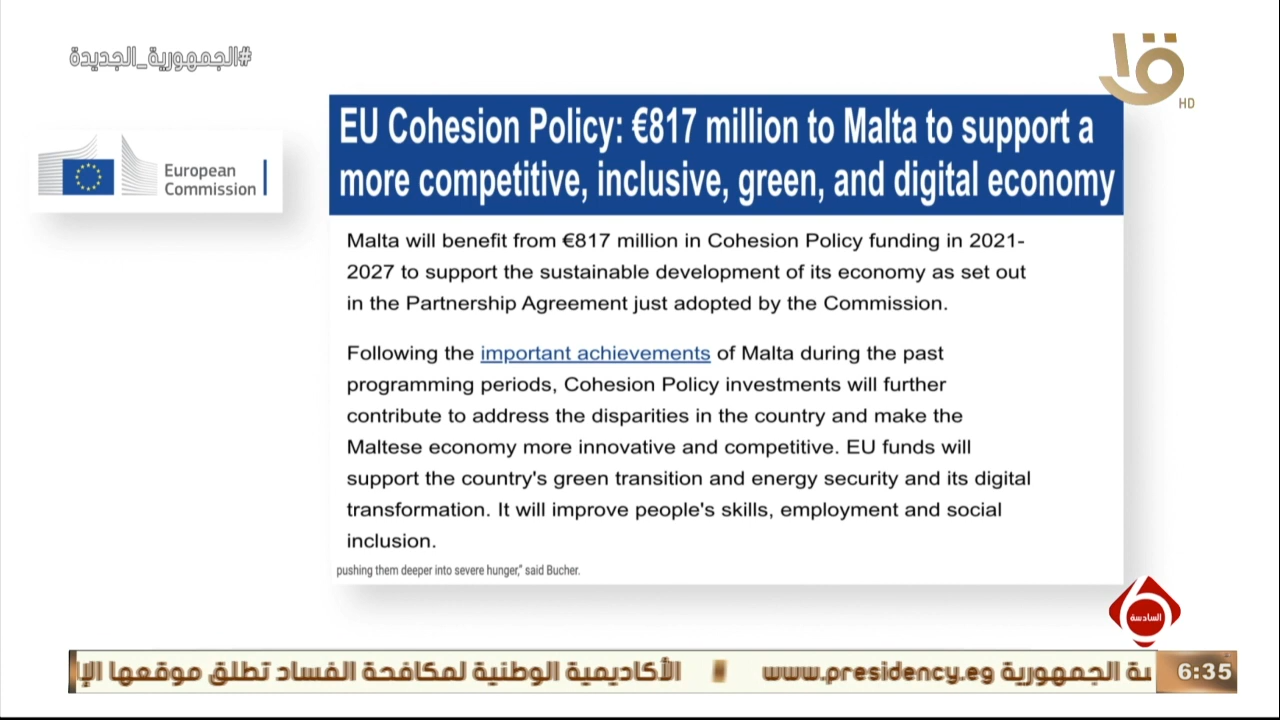 #الجمهورية_الجديدة
HD
European
Commission
EU Cohesion Policy: €817 million to Malta to support a
more competitive, inclusive, green, and digital economy
Malta will benefit from €817 million in Cohesion Policy funding in 2021-
2027 to support the sustainable development of its economy as set out
in the Partnership Agreement just adopted by the Commission.
Following the important achievements of Malta during the past
programming periods, Cohesion Policy investments will further
contribute to address the disparities in the country and make the
Maltese economy more innovative and competitive. EU funds will
support the country's green transition and energy security and its digital
transformation. It will improve people's skills, employment and social
inclusion.
pushing them deeper into severe hunger,” said Bucher.
السادسة
الجمهورية www.presidency.eg الأكاديمية الوطنية لمكافحة الفساد تطلق موقعها
6:35